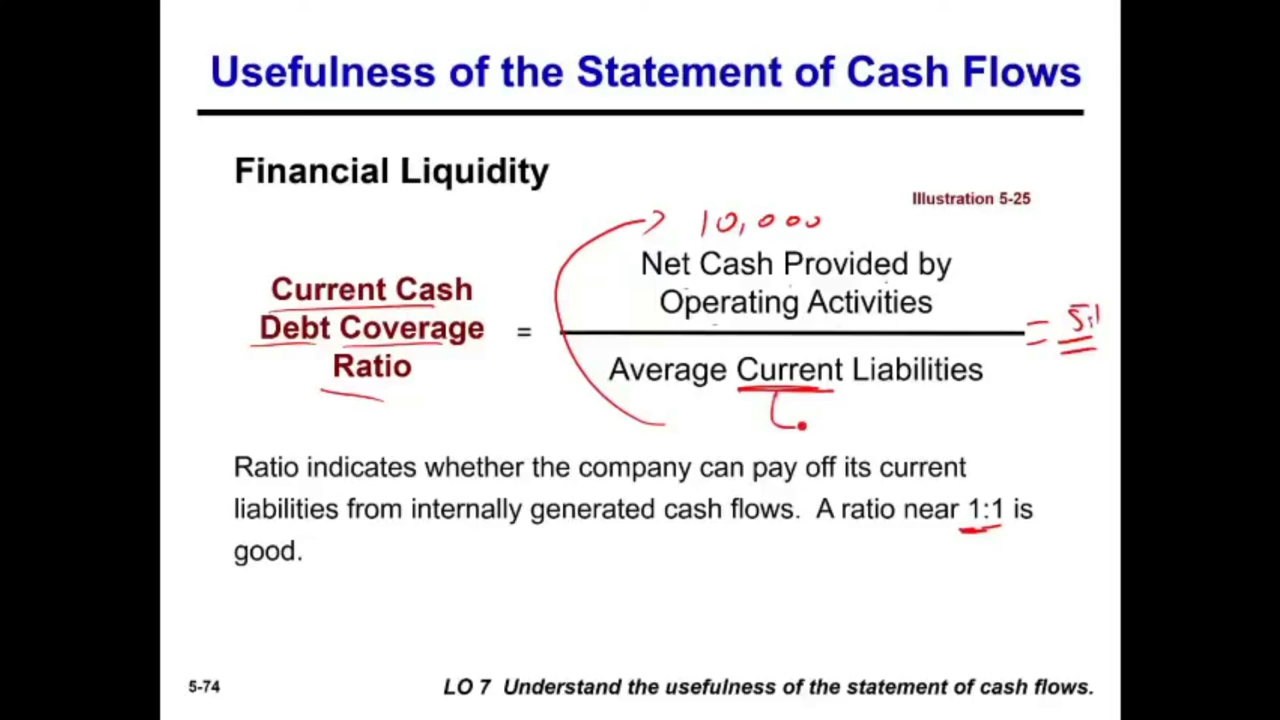 Usefulness of the Statement of Cash Flows
Financial Liquidity
Illustration 5-25
10,000
Current Cash
Debt Coverage
Ratio
=
Net Cash Provided by
Operating Activities
Average Current Liabilities
= 5:1
Ratio indicates whether the company can pay off its current
liabilities from internally generated cash flows. A ratio near 1:1 is
good.
5-74
LO 7 Understand the usefulness of the statement of cash flows.